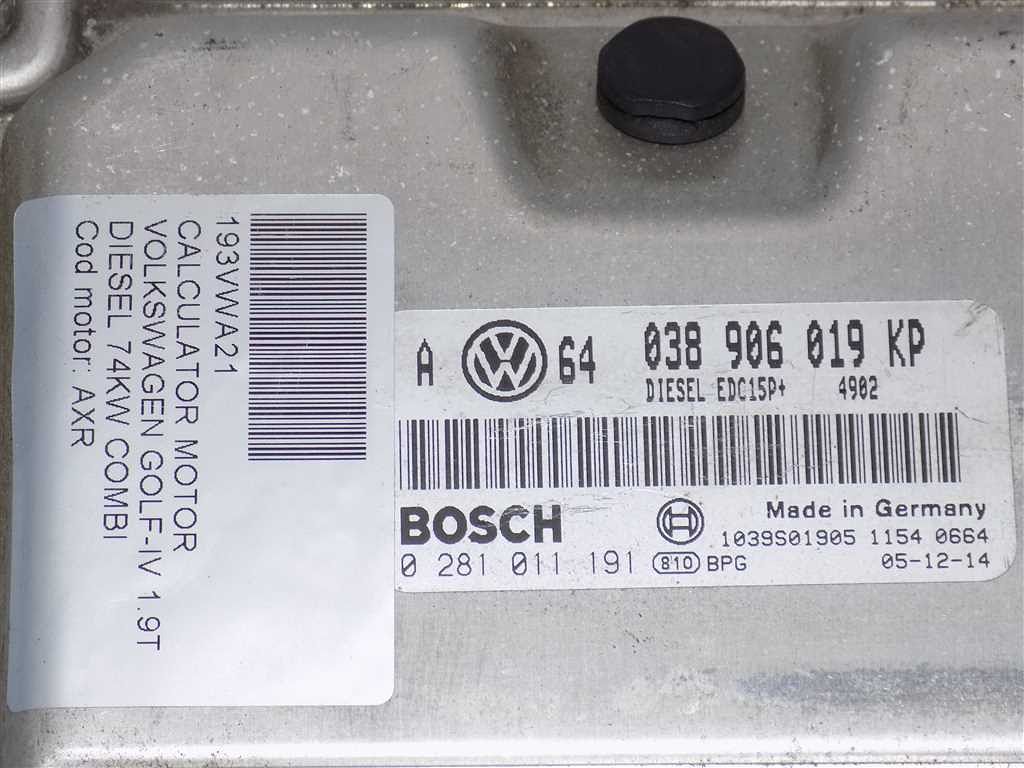 193VWA21
CALCULATOR MOTOR
VOLKSWAGEN GOLF-IV 1.9T
DIESEL 74KW COMBI
Cod motor: AXR
A VW 64 038 906 019 KP
DIESEL EDC15P+ 4902
BOSCH Made in Germany
1039S01905 1154 0664
0 281 011 191 810 BPG 05-12-14